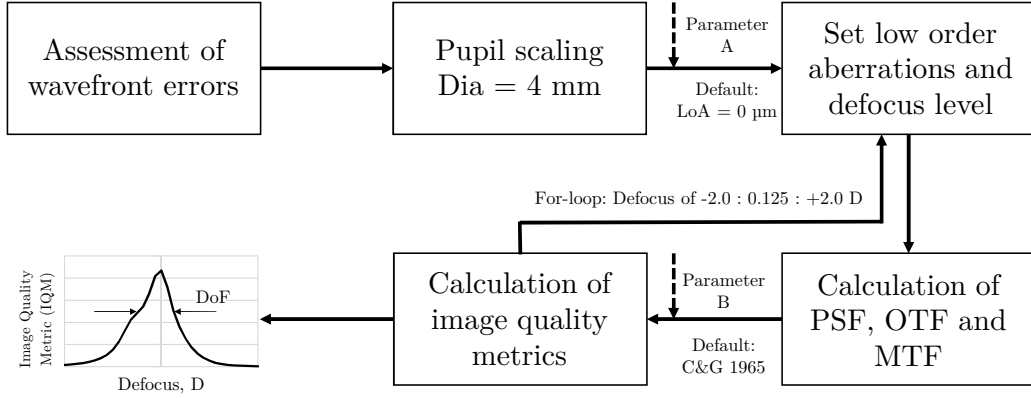 Assessment of
wavefront errors
Pupil scaling
Dia = 4 mm
Parameter
A
Default:
LoA = 0 µm
Set low order
aberrations and
defocus level
For-loop: Defocus of -2.0 : 0.125 : +2.0 D
Image Quality
Metric (IQM)
DoF
Defocus, D
Calculation of
image quality
metrics
Parameter
B
Default:
C&G 1965
Calculation of
PSF, OTF and
MTF